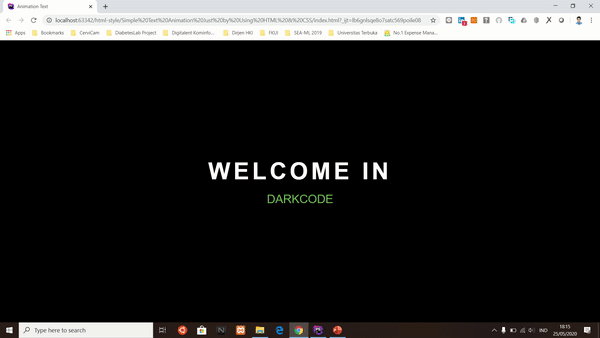 Animation Text
localhost:63342/html-style/Simple%20Text%20Animation%20Just%20by%20Using%20HTML%20&%20CSS/index.html?_ijt=
Apps Bookmarks CerviCam DiabetesLab Project Digitalent Kominfo... Dirjen HKI FKUI SEA-ML 2019 Universitas Terbuka No.1 Expense Mana...
WELCOME IN
DARKCODE
Type here to search
IND
18:15
25/05/2020